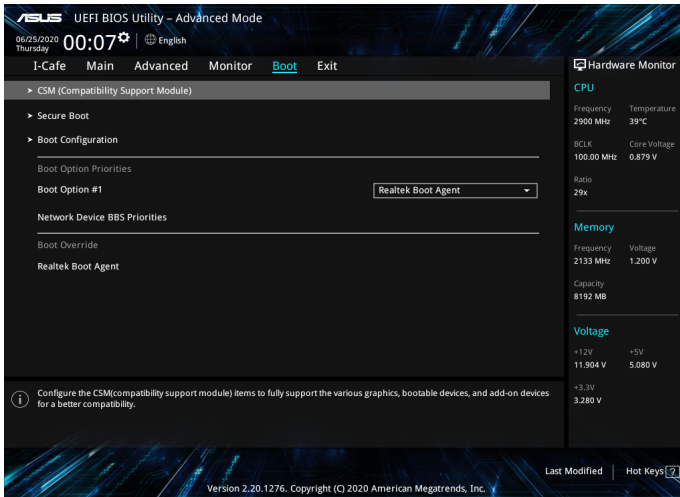 ASUS UEFI BIOS Utility – Advanced Mode
06/25/2020
Thursday
00:07
English
I-Cafe Main Advanced Monitor Boot Exit
> CSM (Compatibility Support Module)
> Secure Boot
> Boot Configuration
Boot Option Priorities
Boot Option #1 Realtek Boot Agent
Network Device BBS Priorities
Boot Override
Realtek Boot Agent
Configure the CSM(compatibility support module) items to fully support the various graphics, bootable devices, and add-on devices
for a better compatibility.
Hardware Monitor
CPU
Frequency Temperature
2900 MHz 39°C
BCLK Core Voltage
100.00 MHz 0.879 V
Ratio
29x
Memory
Frequency Voltage
2133 MHz 1.200 V
Capacity
8192 MB
Voltage
+12V +5V
11.904 V 5.080 V
+3.3V
3.280 V
Last Modified Hot Keys ?
Version 2.20.1276. Copyright (C) 2020 American Megatrends, Inc.